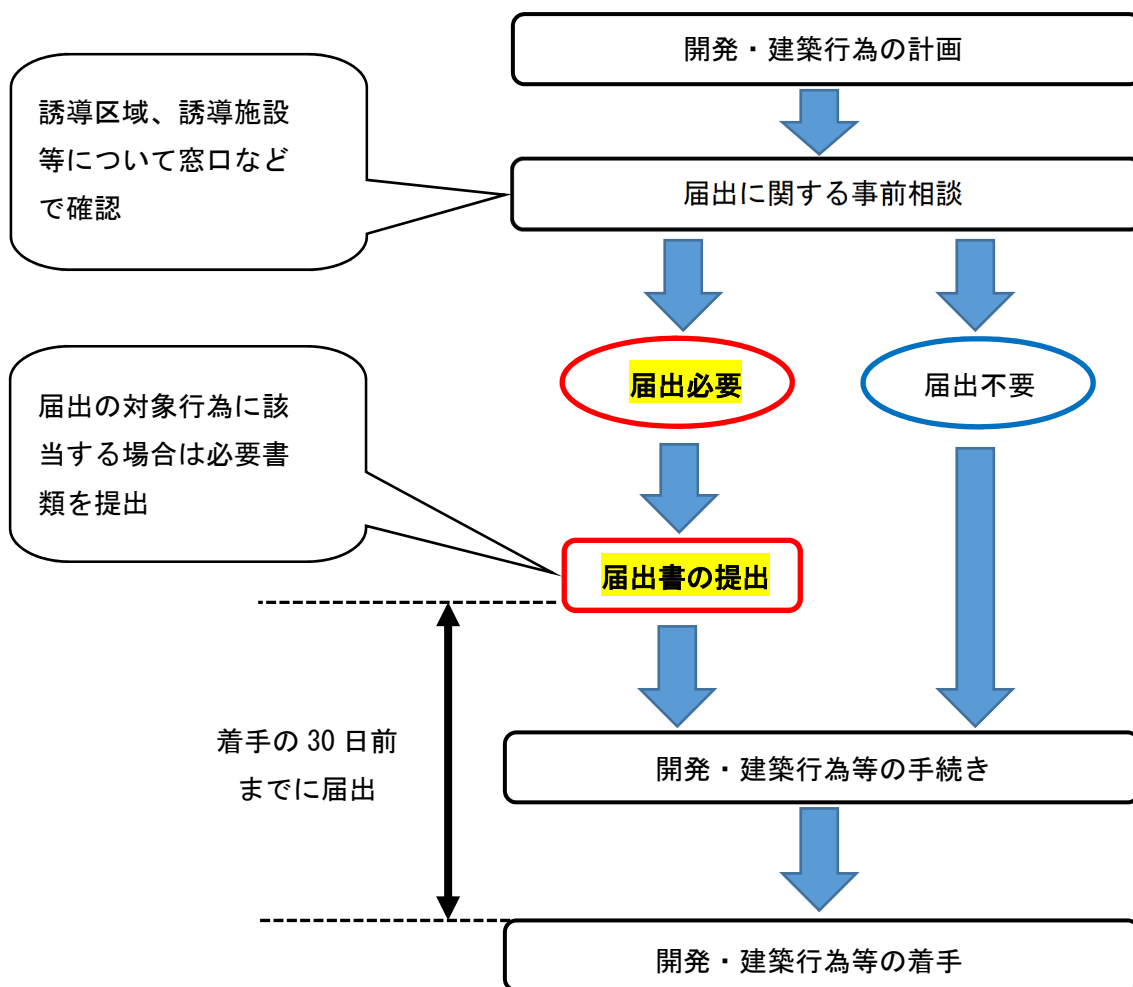 開発・建築行為の計画
誘導区域、誘導施設
等について窓口など
で確認
届出に関する事前相談
届出必要
届出不要
届出の対象行為に該
当する場合は必要書
類を提出
届出書の提出
着手の 30 日前
までに届出
開発・建築行為等の手続き
開発・建築行為等の着手